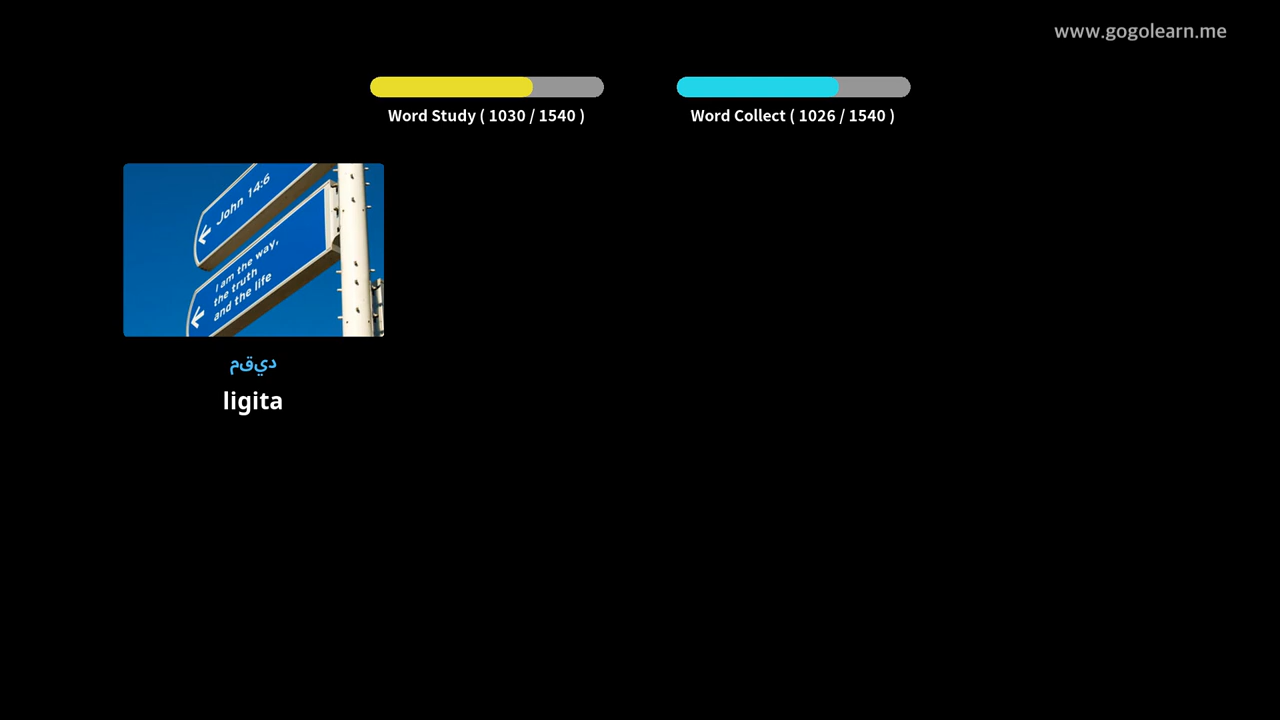 www.gogolearn.me
Word Study ( 1030 / 1540 )
Word Collect ( 1026 / 1540 )
John 14:6
I am the way,
the truth
and the life
ديقم
ligita